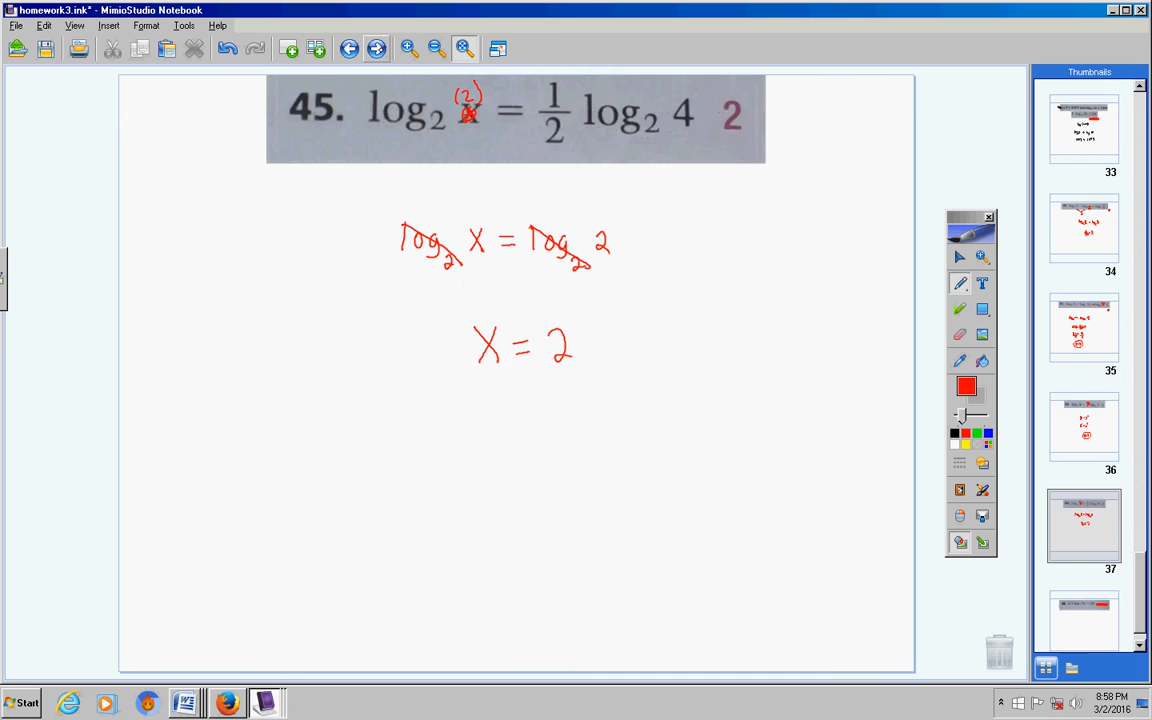 homework3.ink* - MimioStudio Notebook
File Edit View Insert Format Tools Help
Thumbnails
(2)
45. log₂ x = 1/2 log₂ 4 2
log₂ x = log₂ 2
x = 2
33
34
35
36
37
T
Start
8:58 PM
3/2/2016